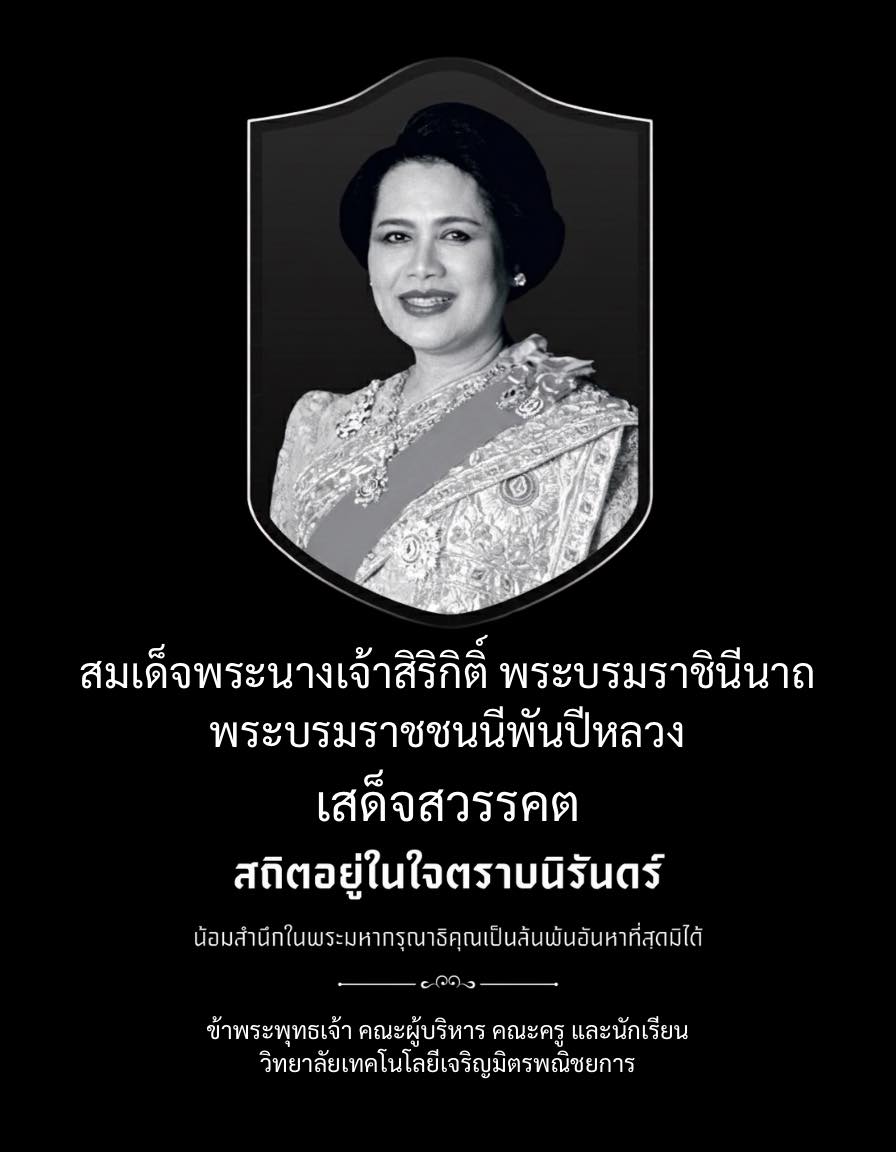 สมเด็จพระนางเจ้าสิริกิติ์ พระบรมราชินีนาถ
พระบรมราชชนนีพันปีหลวง
เสด็จสวรรคต
สถิตอยู่ในใจตราบนิรันดร์
น้อมสำนึกในพระมหากรุณาธิคุณเป็นล้นพ้นอันหาที่สุดมิได้
ข้าพระพุทธเจ้า คณะผู้บริหาร คณะครู และนักเรียน
วิทยาลัยเทคโนโลยีเจริญมิตรพณิชยการ